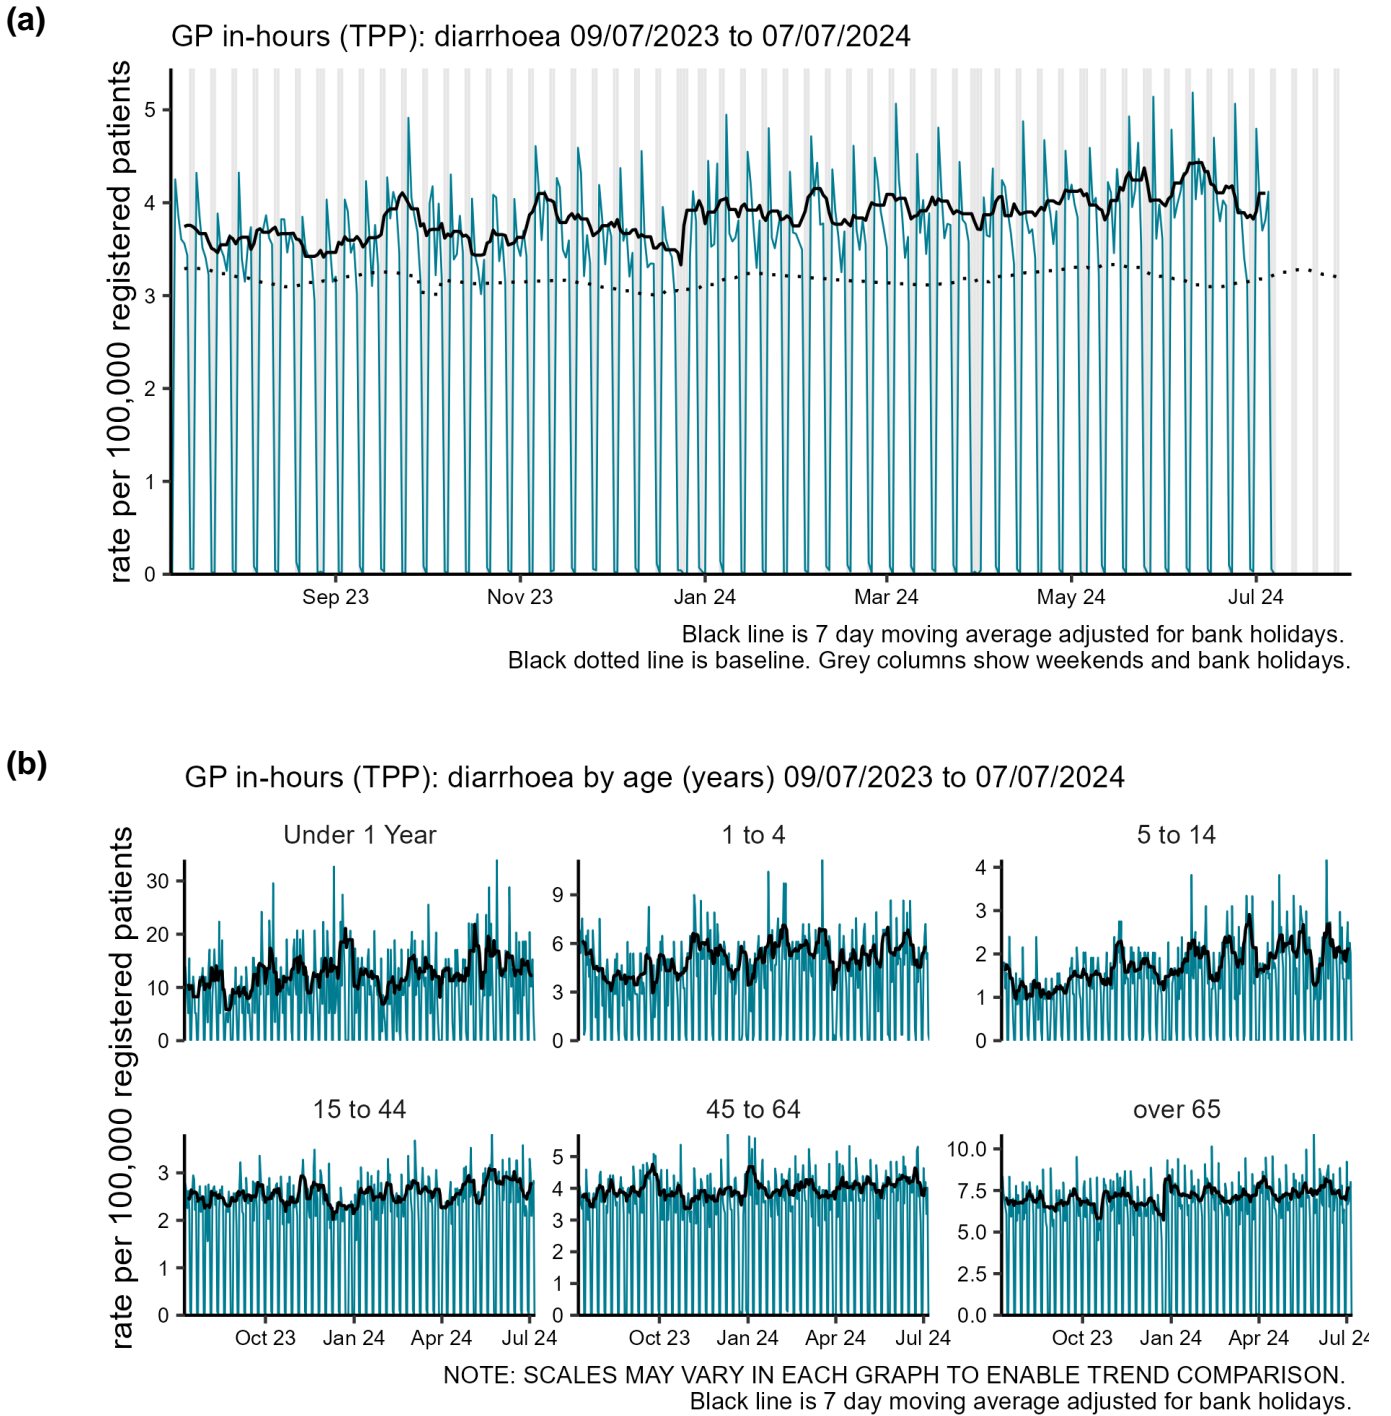 (a)
GP in-hours (TPP): diarrhoea 09/07/2023 to 07/07/2024
rate per 100,000 registered patients
5
4
3
2
1
0
Sep 23
Nov 23
Jan 24
Mar 24
May 24
Jul 24
Black line is 7 day moving average adjusted for bank holidays.
Black dotted line is baseline. Grey columns show weekends and bank holidays.
(b)
GP in-hours (TPP): diarrhoea by age (years) 09/07/2023 to 07/07/2024
rate per 100,000 registered patients
Under 1 Year
30
20
10
0
1 to 4
9
6
3
0
5 to 14
4
3
2
1
0
15 to 44
3
2
1
0
Oct 23
Jan 24
Apr 24
Jul 24
45 to 64
5
4
3
2
1
0
Oct 23
Jan 24
Apr 24
Jul 24
over 65
10.0
7.5
5.0
2.5
0.0
Oct 23
Jan 24
Apr 24
Jul 24
NOTE: SCALES MAY VARY IN EACH GRAPH TO ENABLE TREND COMPARISON.
Black line is 7 day moving average adjusted for bank holidays.